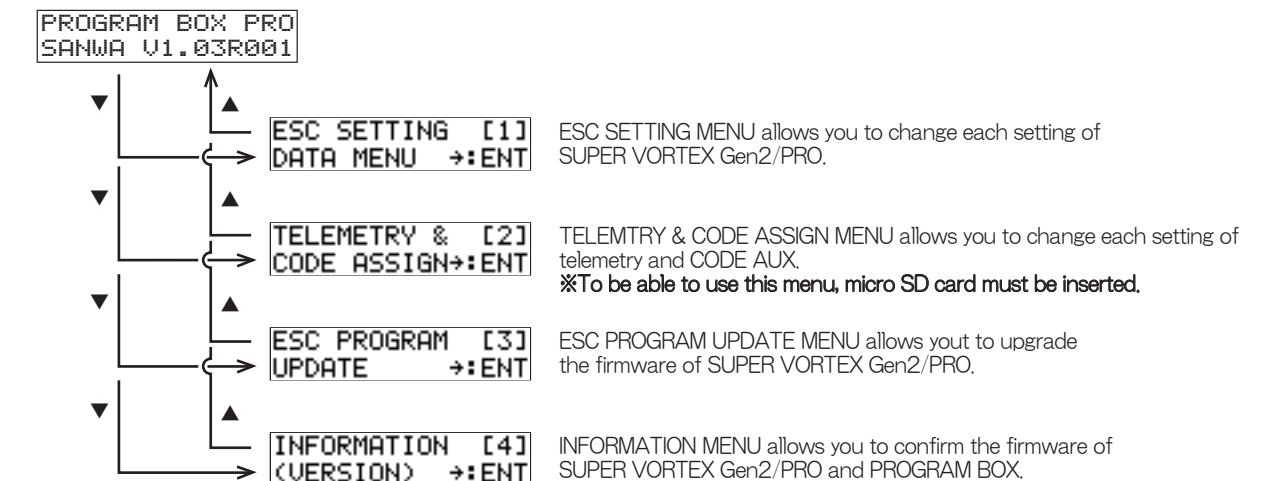 PROGRAM BOX PRO
SANWA V1.03R001
▼
▲
ESC SETTING [1]
DATA MENU →:ENT
ESC SETTING MENU allows you to change each setting of
SUPER VORTEX Gen2/PRO.
▼
▲
TELEMETRY & [2]
CODE ASSIGN→:ENT
TELEMTRY & CODE ASSIGN MENU allows you to change each setting of
telemetry and CODE AUX.
※To be able to use this menu, micro SD card must be inserted.
▼
▲
ESC PROGRAM [3]
UPDATE →:ENT
ESC PROGRAM UPDATE MENU allows yout to upgrade
the firmware of SUPER VORTEX Gen2/PRO.
▼
▲
INFORMATION [4]
(VERSION) →:ENT
INFORMATION MENU allows you to confirm the firmware of
SUPER VORTEX Gen2/PRO and PROGRAM BOX.